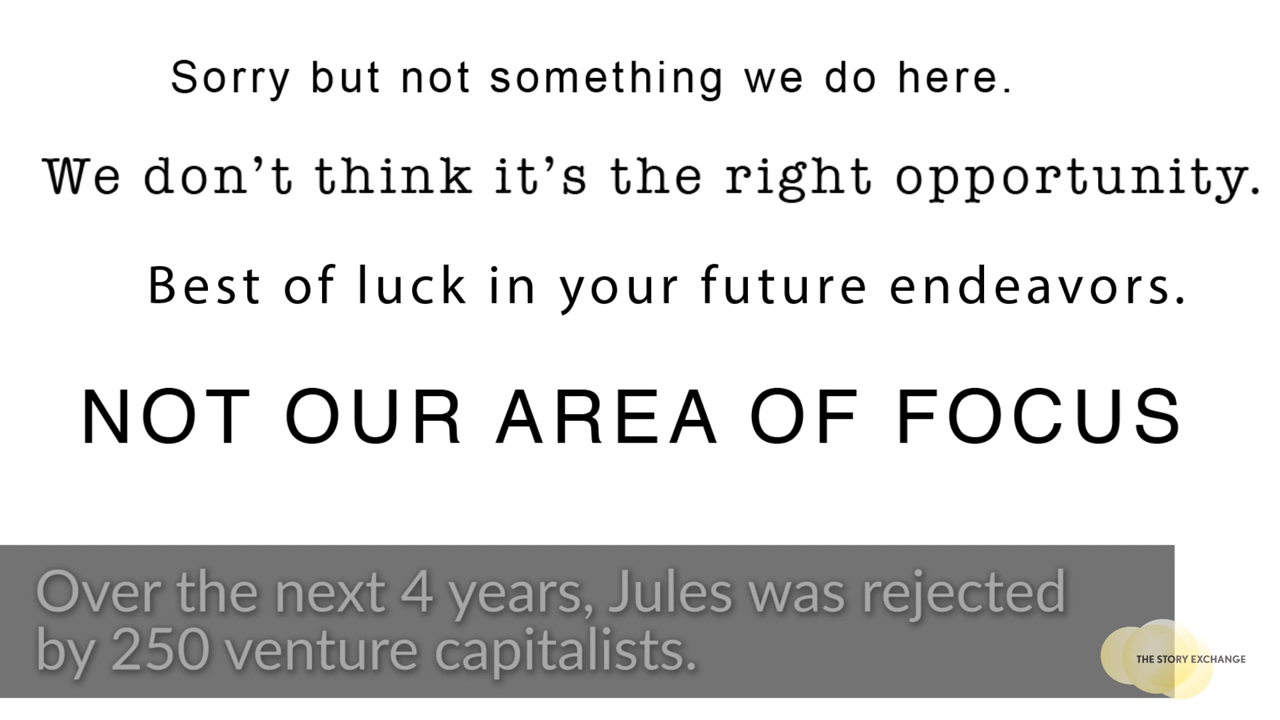 Sorry but not something we do here.
We don’t think it’s the right opportunity.
Best of luck in your future endeavors.
NOT OUR AREA OF FOCUS
Over the next 4 years, Jules was rejected
by 250 venture capitalists.
THE STORY EXCHANGE